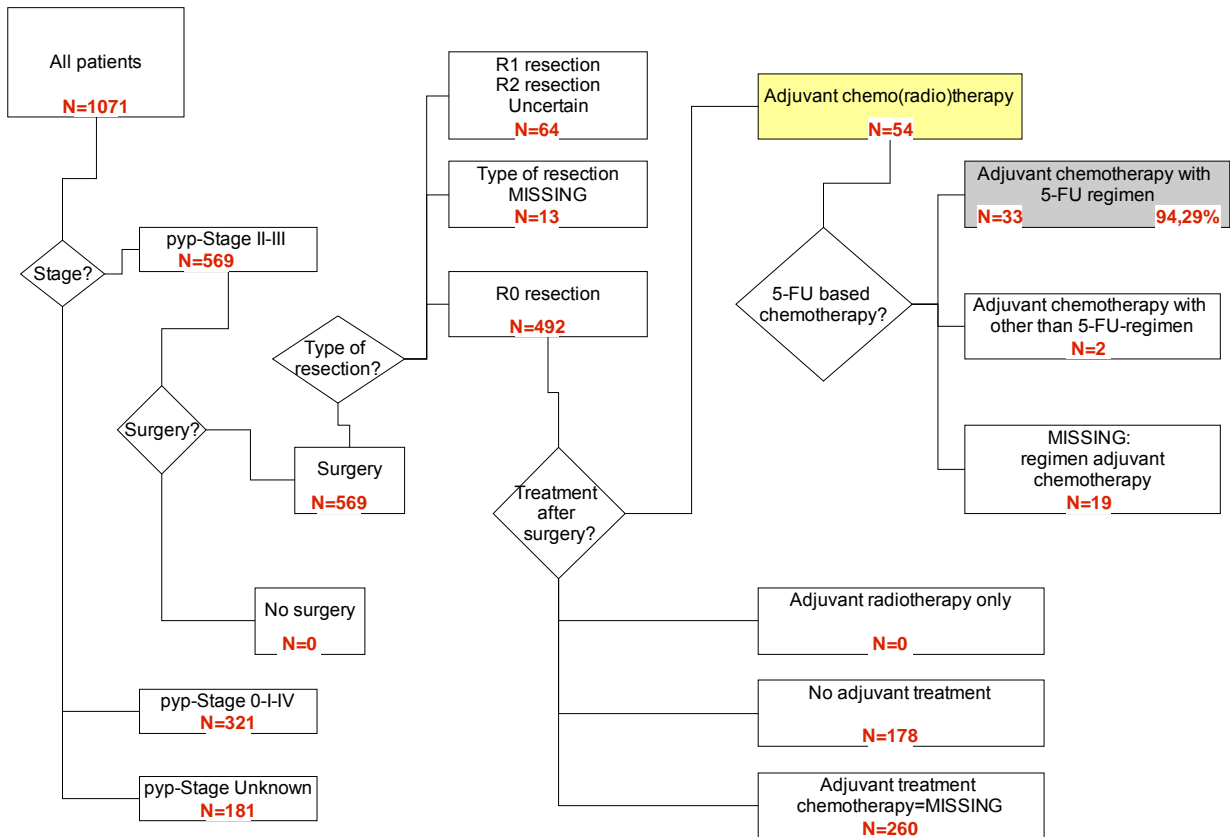 All patients
N=1071
Stage?
pyp-Stage II-III
N=569
Surgery?
Surgery
N=569
No surgery
N=0
pyp-Stage 0-I-IV
N=321
pyp-Stage Unknown
N=181
Type of
resection?
R1 resection
R2 resection
Uncertain
N=64
Type of resection
MISSING
N=13
R0 resection
N=492
Treatment
after
surgery?
Adjuvant chemo(radio)therapy
N=54
5-FU based
chemotherapy?
Adjuvant chemotherapy with
5-FU regimen
N=33 94,29%
Adjuvant chemotherapy with
other than 5-FU-regimen
N=2
MISSING:
regimen adjuvant
chemotherapy
N=19
Adjuvant radiotherapy only
N=0
No adjuvant treatment
N=178
Adjuvant treatment
chemotherapy=MISSING
N=260